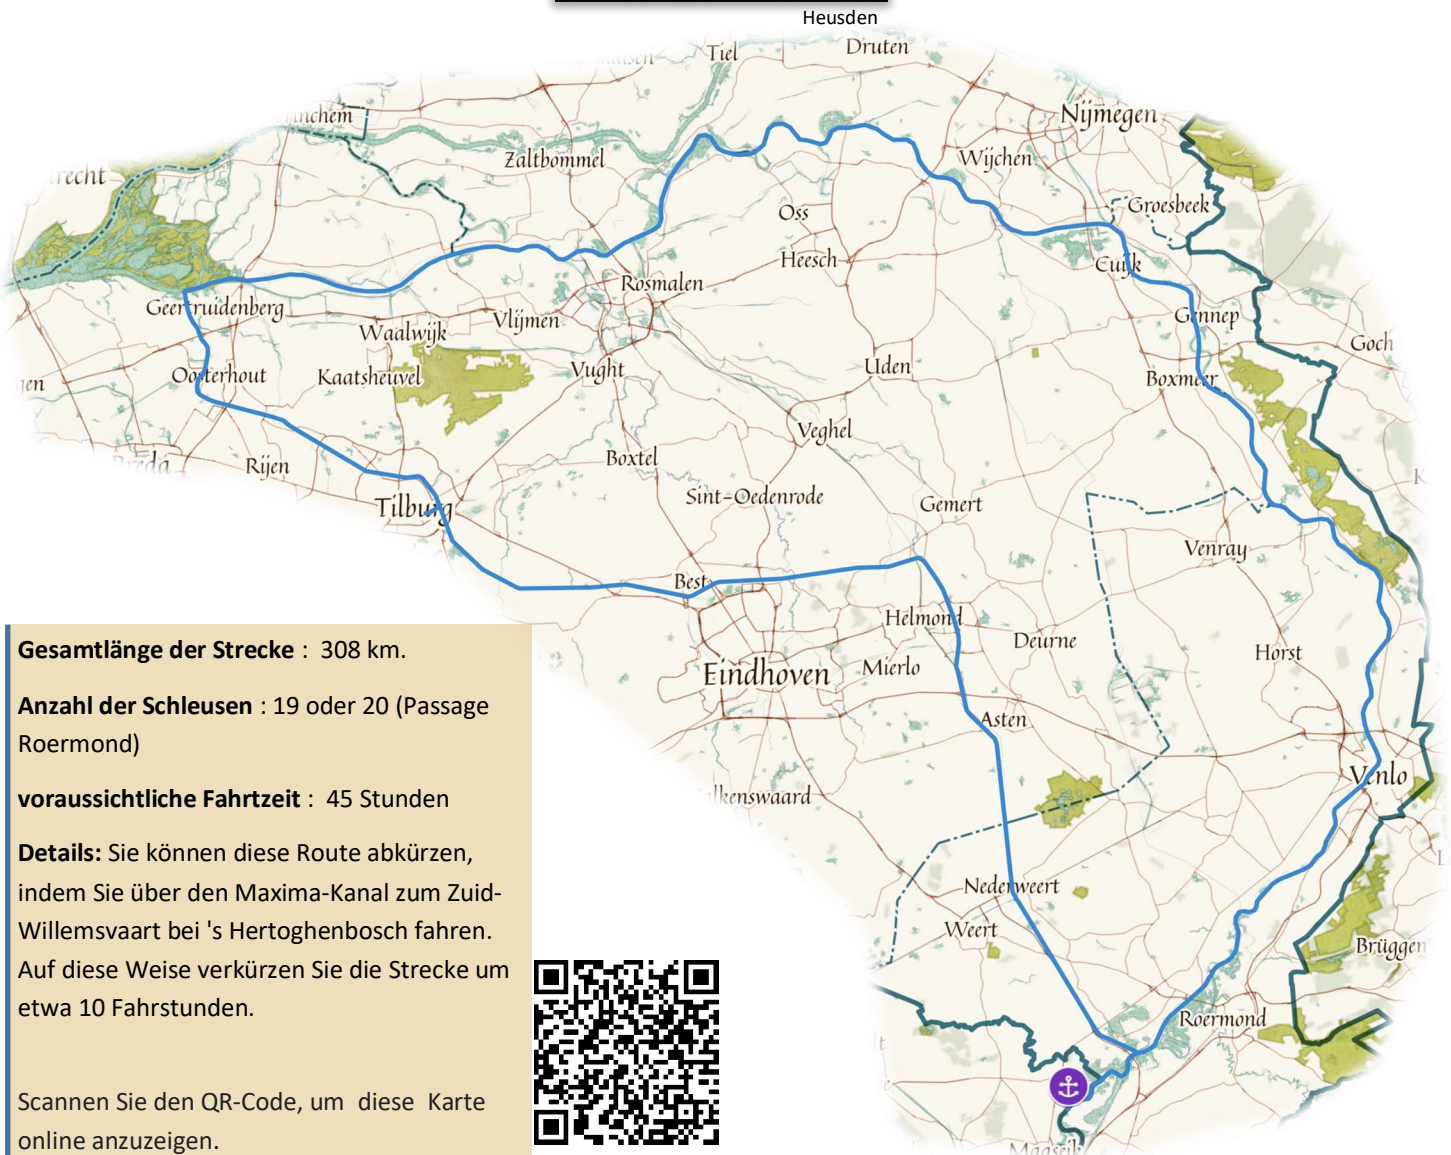 Heusden
Tiel
Druten
Nijmegen
Zaltbommel
Wijchen
Oss
Groesbeek
Heesch
Cuijk
Rosmalen
Geertruidenberg
Vlijmen
Gennep
Waalwijk
Goch
Oosterhout
Kaatsheuvel
Vught
Uden
Boxmeer
Veghel
Breda
Rijen
Boxtel
Tilburg
Sint-Oedenrode
Gemert
Venray
Best
Helmond
Deurne
Horst
Eindhoven
Mierlo
Asten
Venlo
alkenswaard
Nederweert
Weert
Brüggen
Roermond
Maaseik
Gesamtlänge der Strecke : 308 km.
Anzahl der Schleusen : 19 oder 20 (Passage
Roermond)
voraussichtliche Fahrtzeit : 45 Stunden
Details: Sie können diese Route abkürzen,
indem Sie über den Maxima-Kanal zum Zuid-
Willemsvaart bei 's Hertoghenbosch fahren.
Auf diese Weise verkürzen Sie die Strecke um
etwa 10 Fahrstunden.
Scannen Sie den QR-Code, um diese Karte
online anzuzeigen.